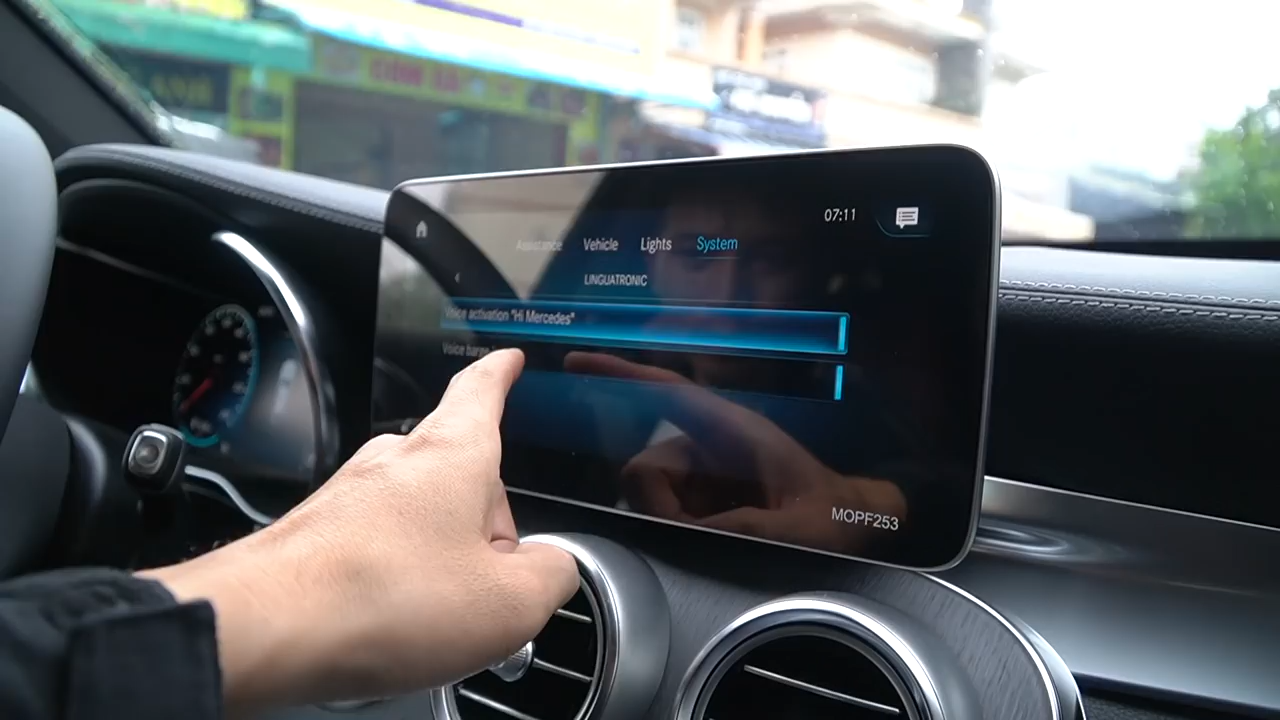 07:11
Assistance Vehicle Lights System
LINGUATRONIC
Voice activation "Hi Mercedes"
Voice barge
MOPF253